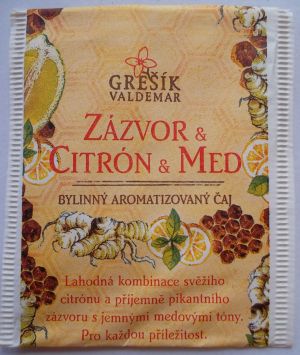 GREŠÍK
VALDEMAR
ZÁZVOR &
CITRÓN & MED
BYLINNÝ AROMATIZOVANÝ ČAJ
Lahodná kombinace svěžího
citrónu a příjemně pikantního
zázvoru s jemnými medovými tóny.
Pro každou příležitost.